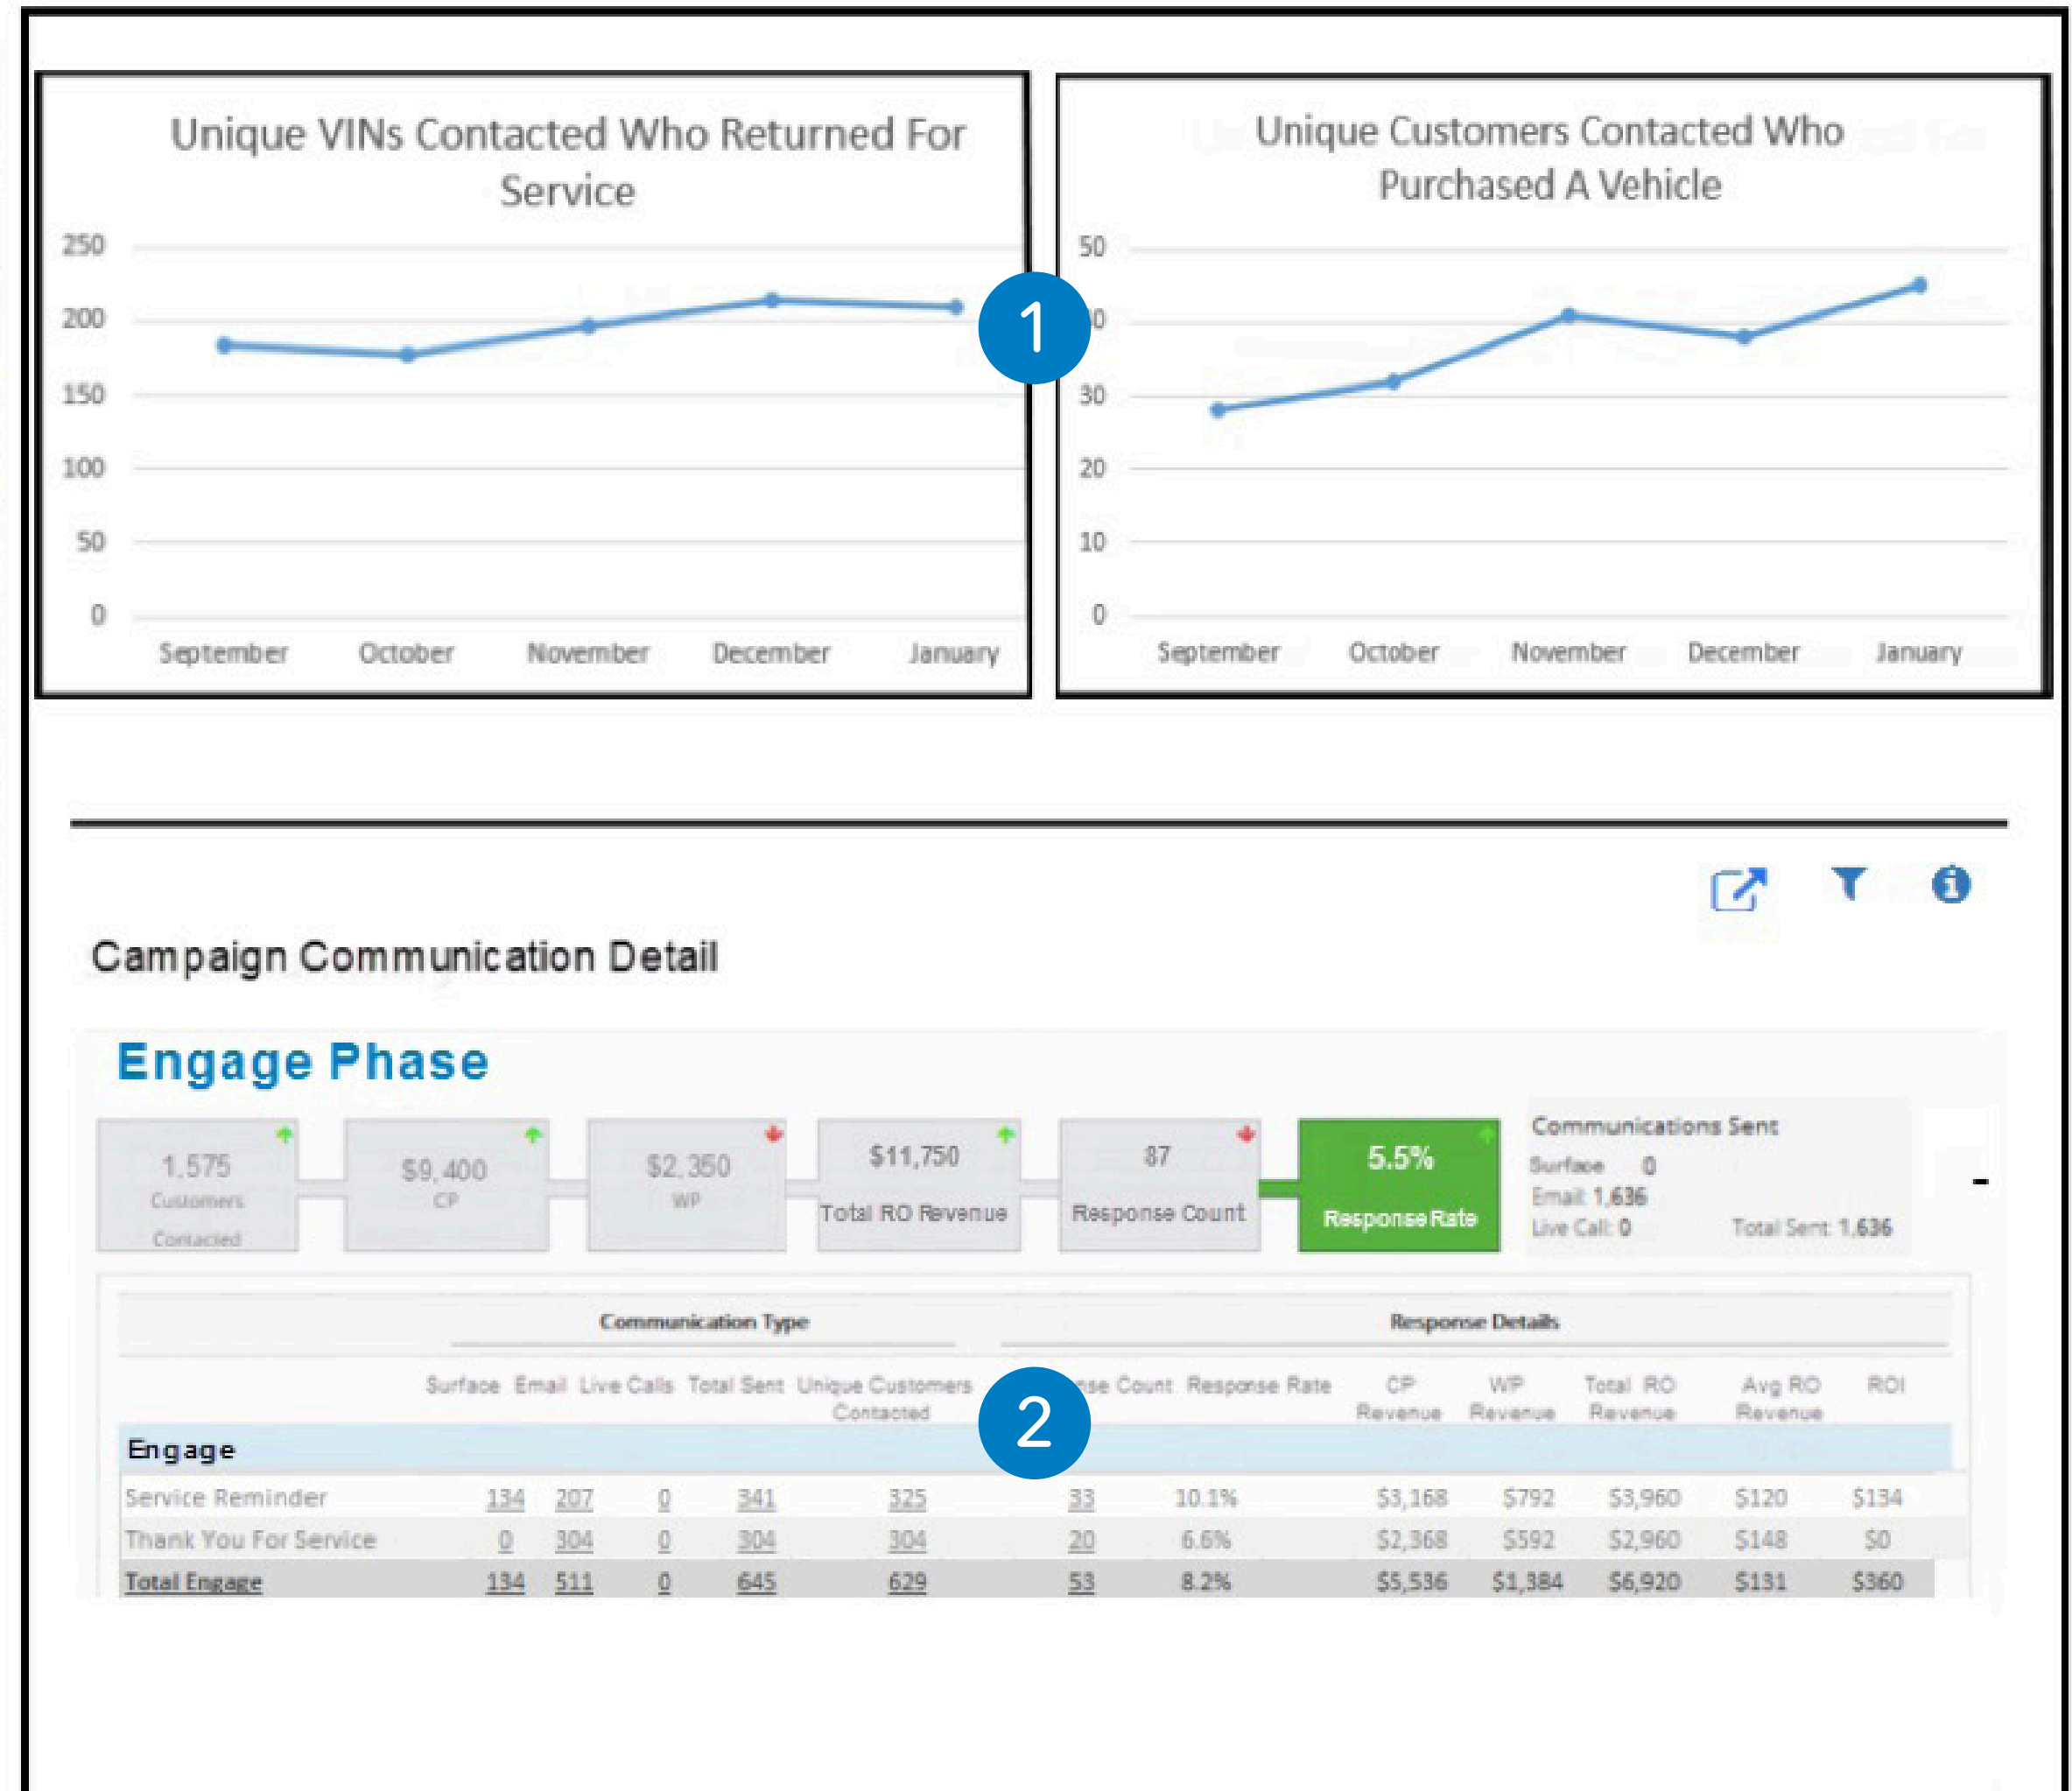 Unique VINs Contacted Who Returned For
Service
250
200
150
100
50
0
September October November December January
1
Unique Customers Contacted Who
Purchased A Vehicle
50
0
30
20
10
0
September October November December January
Campaign Communication Detail
Engage Phase
1,575
Customers
Contacted
$9,400
CP
$2,350
WP
$11,750
Total RO Revenue
87
Response Count
5.5%
Response Rate
Communications Sent
Surface 0
Email: 1,636
Live Call: 0 Total Sent: 1,636
-
Communication Type Response Details
Surface Email Live Calls Total Sent Unique Customers nse Count Response Rate CP WP Total RO Avg RO ROI
Contacted Revenue Revenue Revenue Revenue
2
Engage
Service Reminder 134 207 0 341 325 33 10.1% $3,168 $792 $3,960 $120 $134
Thank You For Service 0 304 0 304 304 20 6.6% $2,368 $592 $2,960 $148 $0
Total Engage 134 511 0 645 629 53 8.2% $5,536 $1,384 $6,920 $131 $360